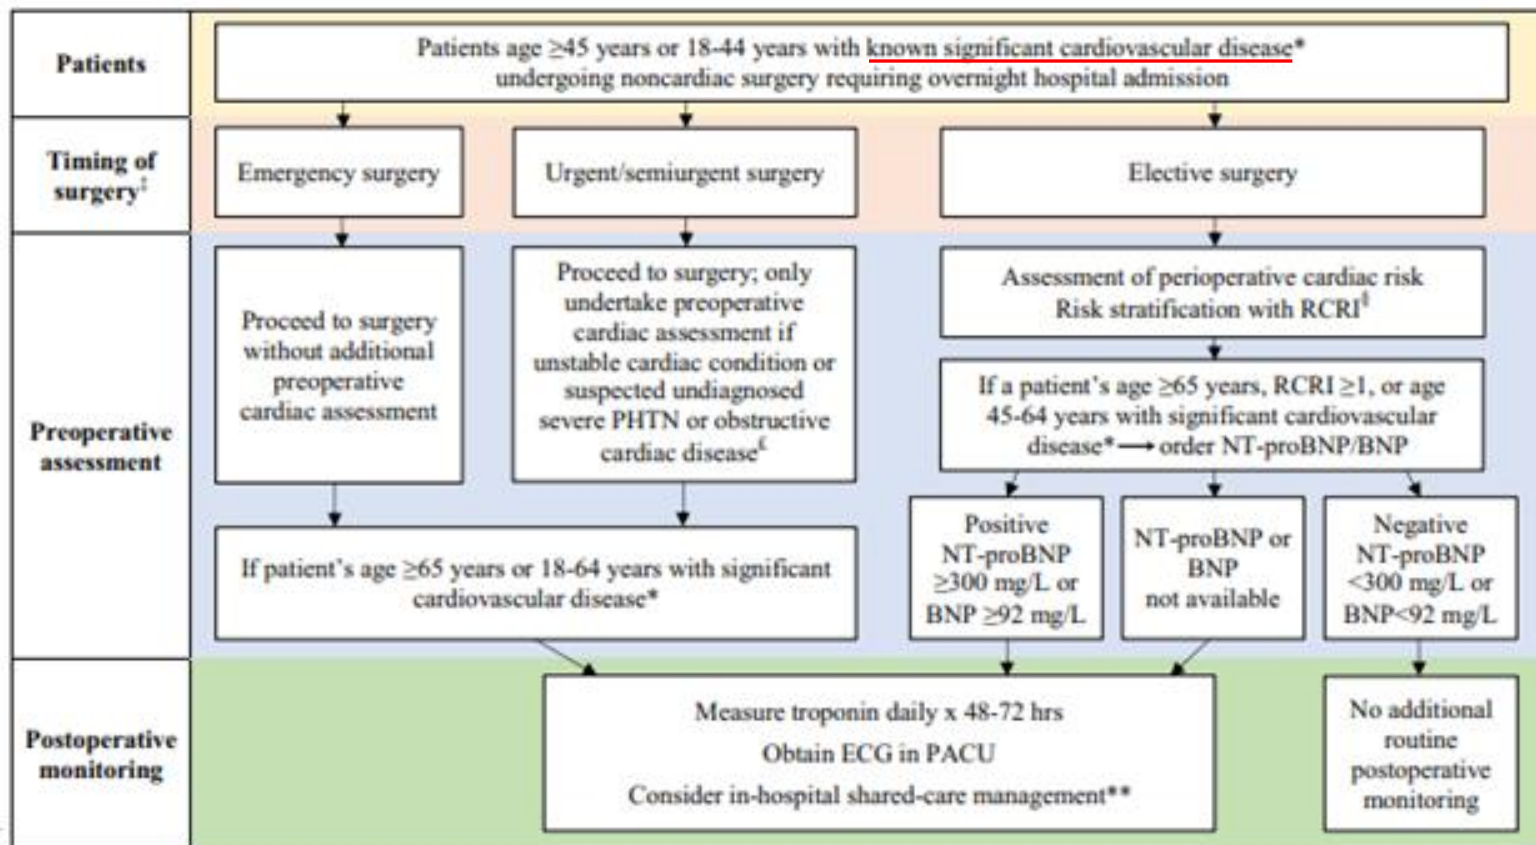 Patients
Patients age ≥45 years or 18-44 years with known significant cardiovascular disease*
undergoing noncardiac surgery requiring overnight hospital admission
Timing of
surgery‡
Emergency surgery
Urgent/semiurgent surgery
Elective surgery
Preoperative
assessment
Proceed to surgery
without additional
preoperative
cardiac assessment
Proceed to surgery; only
undertake preoperative
cardiac assessment if
unstable cardiac condition or
suspected undiagnosed
severe PHTN or obstructive
cardiac disease£
Assessment of perioperative cardiac risk
Risk stratification with RCRI§
If a patient's age ≥65 years, RCRI ≥1, or age
45-64 years with significant cardiovascular
disease* → order NT-proBNP/BNP
If patient's age ≥65 years or 18-64 years with significant
cardiovascular disease*
Positive
NT-proBNP
≥300 mg/L or
BNP ≥92 mg/L
NT-proBNP or
BNP
not available
Negative
NT-proBNP
<300 mg/L or
BNP<92 mg/L
Postoperative
monitoring
Measure troponin daily x 48-72 hrs
Obtain ECG in PACU
Consider in-hospital shared-care management**
No additional
routine
postoperative
monitoring